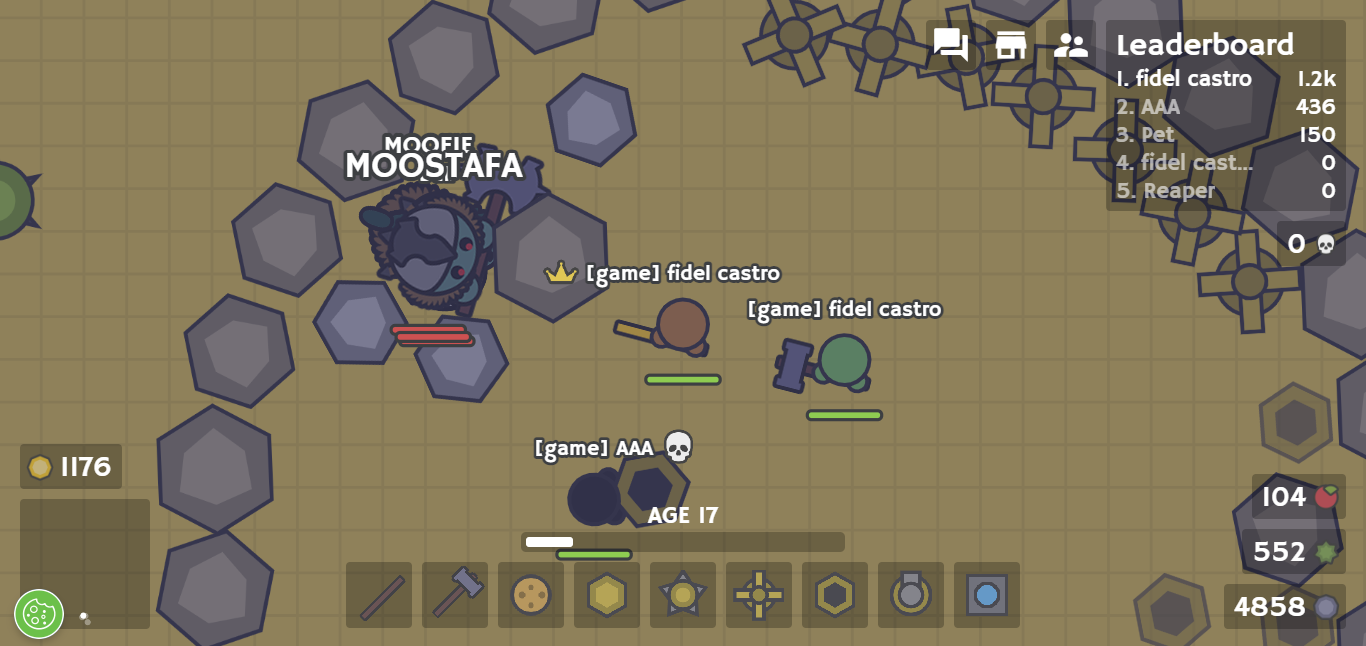 Leaderboard
1. fidel castro 1.2k
2. AAA 436
3. Pet 150
4. fidel cast... 0
5. Reaper 0
0
MOOFIE
MOOSTAFA
[game] fidel castro
[game] fidel castro
[game] AAA
1176
AGE 17
104
552
4858